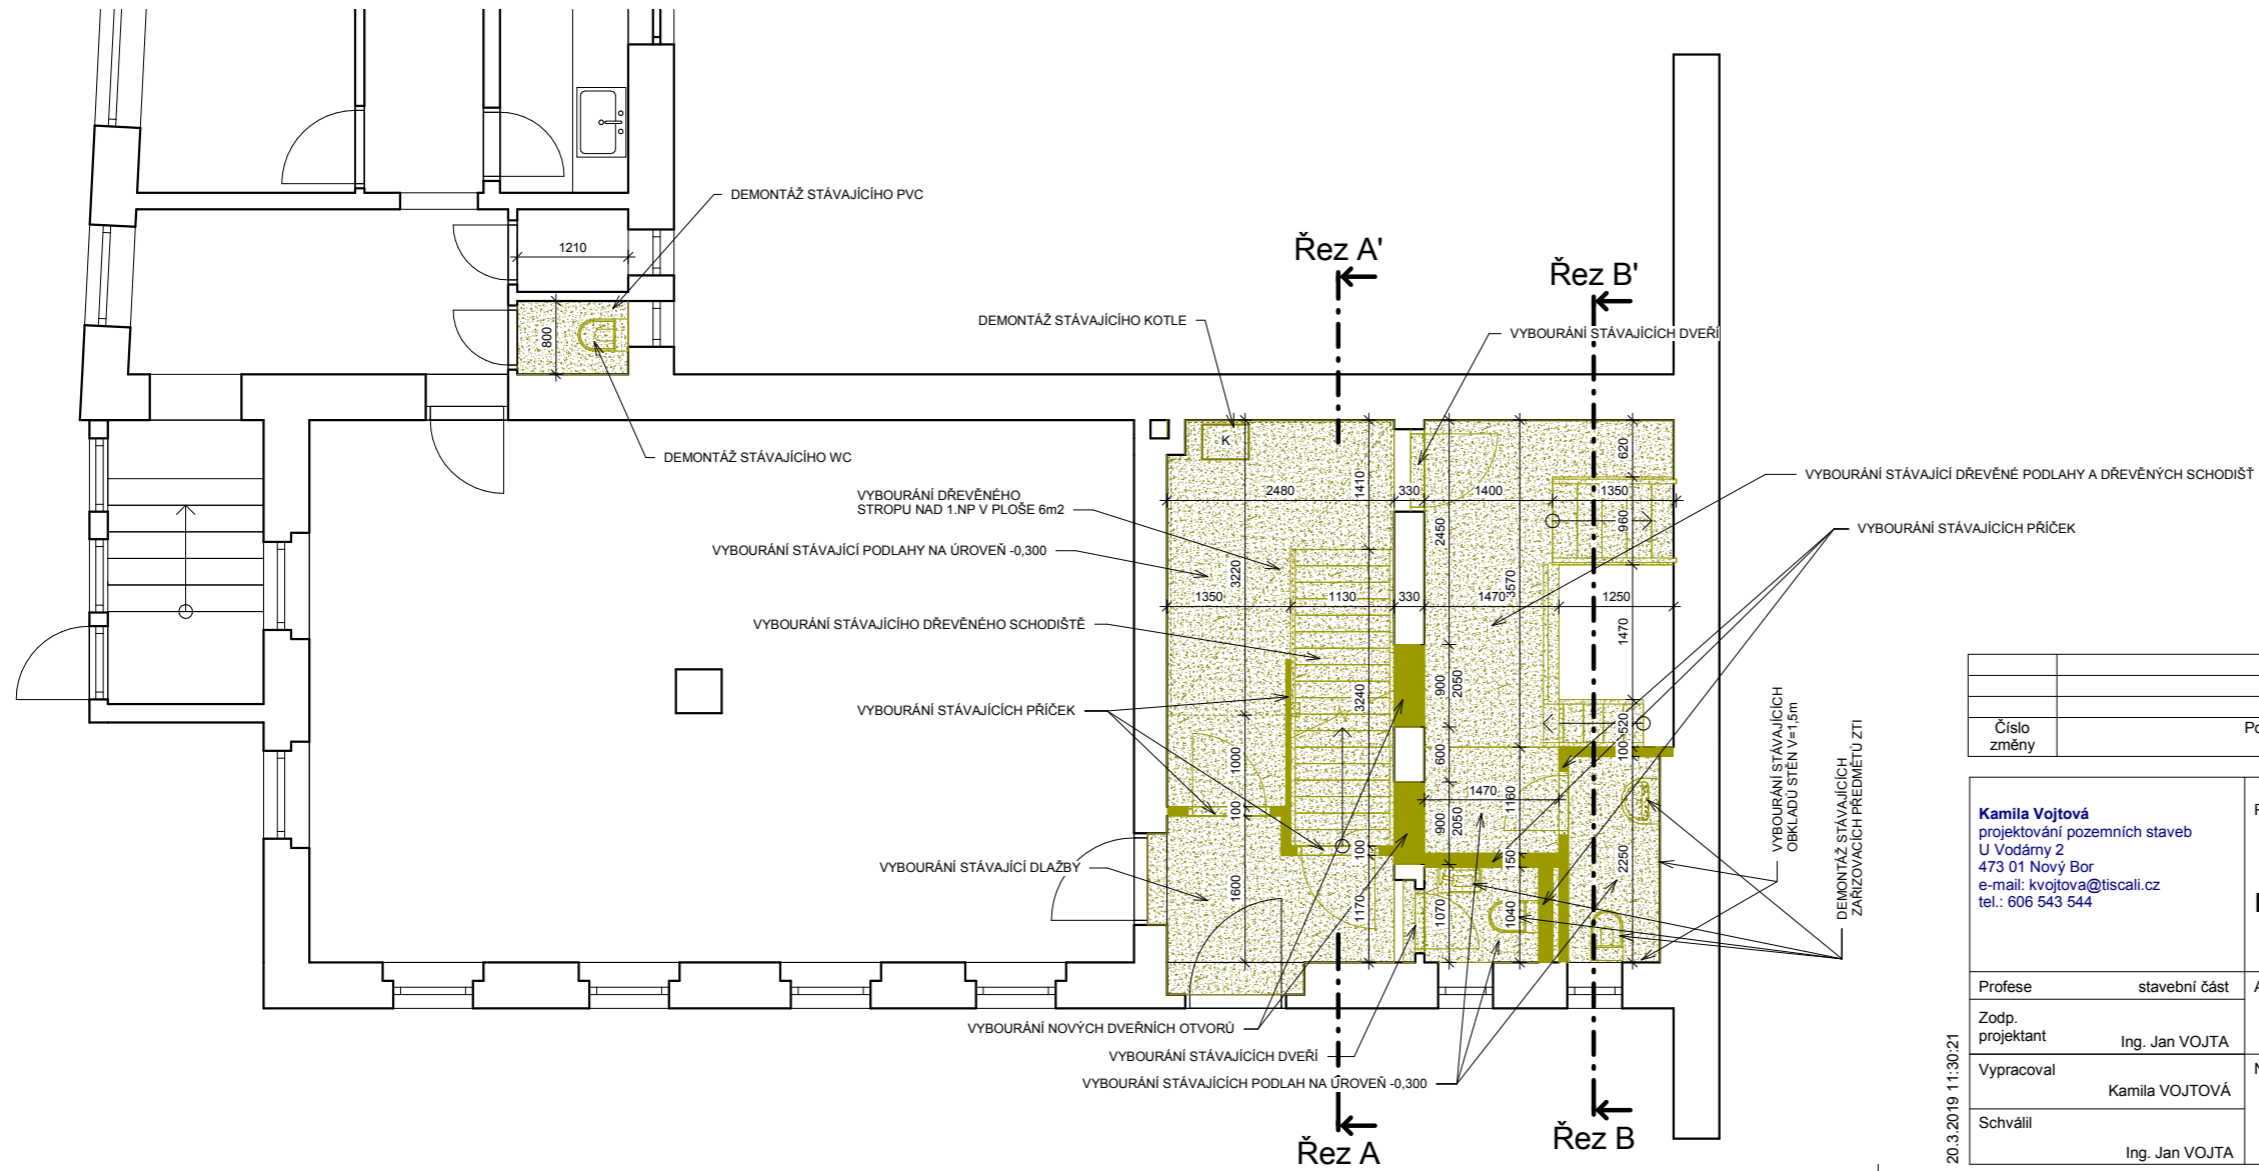 DEMONTÁŽ STÁVAJÍCÍHO PVC
1210
800
DEMONTÁŽ STÁVAJÍCÍHO WC
Řez A'
Řez B'
DEMONTÁŽ STÁVAJÍCÍHO KOTLE
VYBOURÁNÍ STÁVAJÍCÍCH DVEŘÍ
K
VYBOURÁNÍ STÁVAJÍCÍ DŘEVĚNÉ PODLAHY A DŘEVĚNÝCH SCHODIŠŤ
VYBOURÁNÍ STÁVAJÍCÍCH PŘÍČEK
VYBOURÁNÍ DŘEVĚNÉHO
STROPU NAD 1.NP V PLOŠE 6m2
VYBOURÁNÍ STÁVAJÍCÍ PODLAHY NA ÚROVEŇ -0,300
VYBOURÁNÍ STÁVAJÍCÍHO DŘEVĚNÉHO SCHODIŠTĚ
VYBOURÁNÍ STÁVAJÍCÍCH PŘÍČEK
VYBOURÁNÍ STÁVAJÍCÍ DLAŽBY
2480
330
1400
1350
1410
2450
620
960
3220
3570
1350
1130
330
1470
1250
1470
3240
900
2050
520
100
1000
600
1470
1160
100
900
2050
100
150
2250
1600
1170
1070
1040
VYBOURÁNÍ STÁVAJÍCÍCH
OBKLADŮ STĚN V=1,5m
DEMONTÁŽ STÁVAJÍCÍCH
ZAŘIZOVACÍCH PŘEDMĚTŮ ZTI
VYBOURÁNÍ NOVÝCH DVEŘNÍCH OTVORŮ
VYBOURÁNÍ STÁVAJÍCÍCH DVEŘÍ
VYBOURÁNÍ STÁVAJÍCÍCH PODLAH NA ÚROVEŇ -0,300
Řez A
Řez B
20.3.2019 11:30:21
Číslo
změny
Kamila Vojtová
projektování pozemních staveb
U Vodárny 2
473 01 Nový Bor
e-mail: kvojtova@tiscali.cz
tel.: 606 543 544
Profese stavební část
Zodp.
projektant Ing. Jan VOJTA
Vypracoval
Kamila VOJTOVÁ
Schválil
Ing. Jan VOJTA